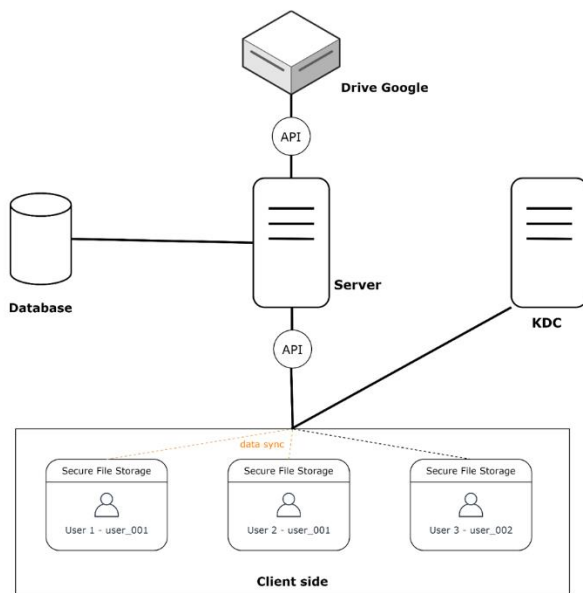 Drive Google
API
Server
Database
KDC
API
data sync
Secure File Storage
User 1 - user_001
Secure File Storage
User 2 - user_001
Secure File Storage
User 3 - user_002
Client side